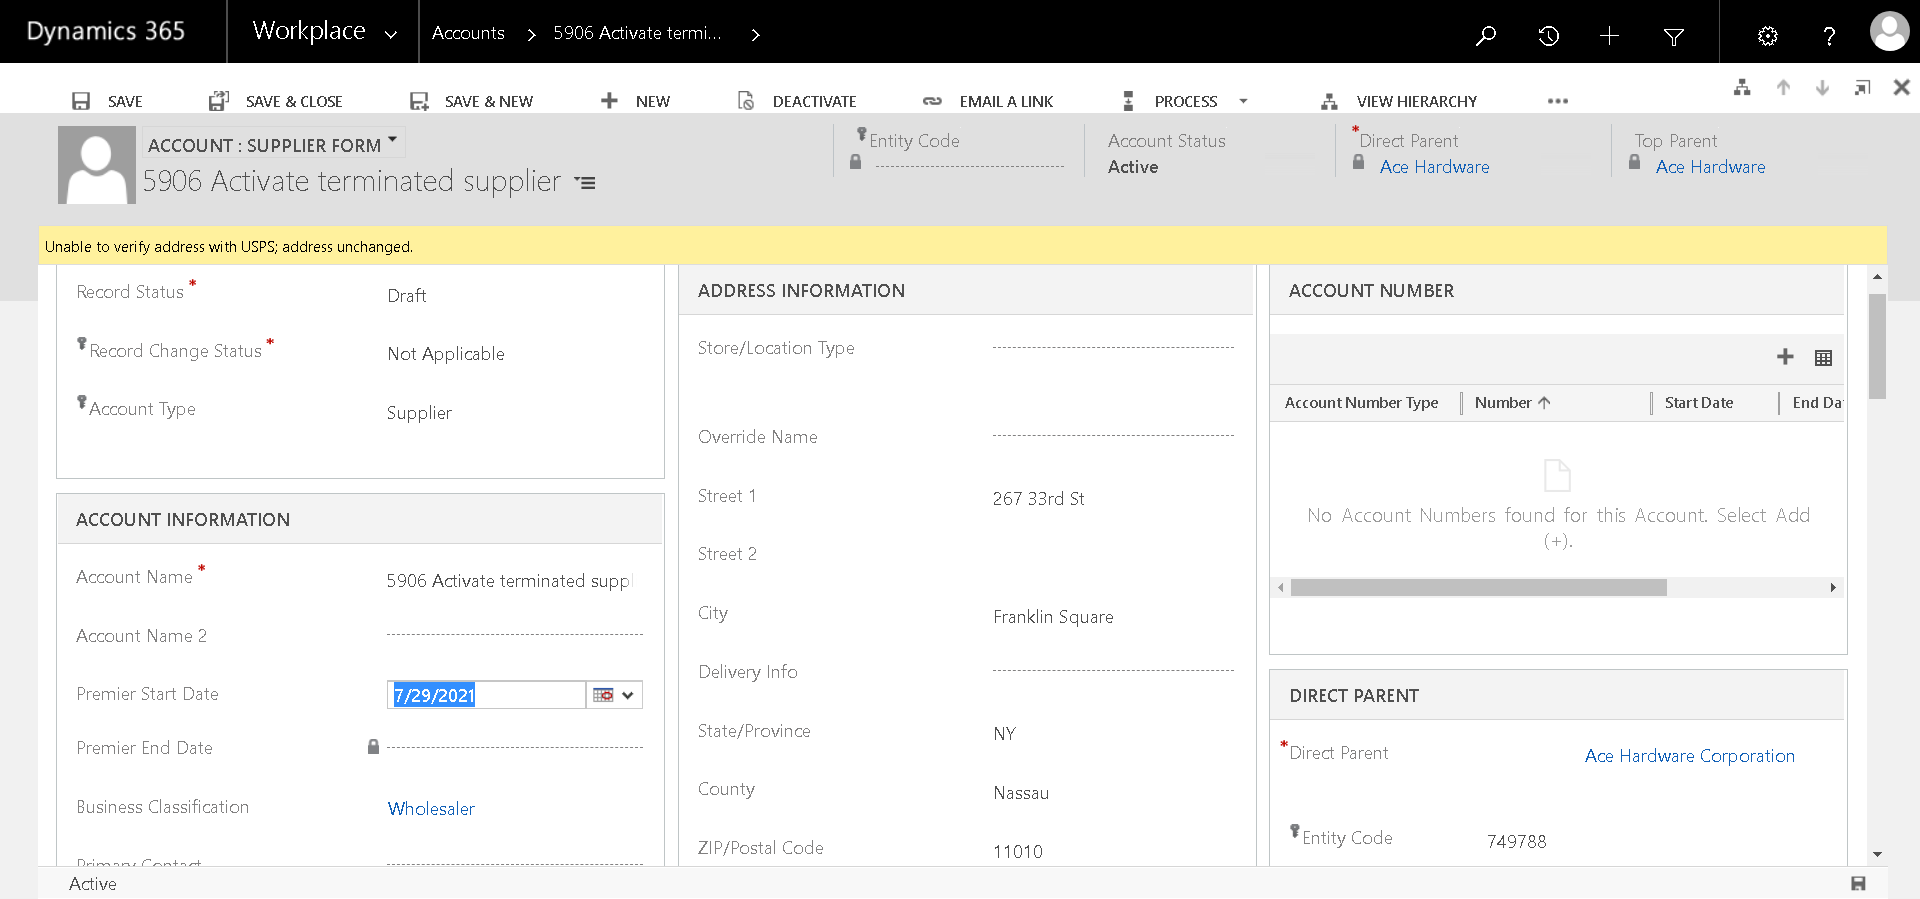 Dynamics 365
Workplace
Accounts
5906 Activate termi...
SAVE
SAVE & CLOSE
SAVE & NEW
NEW
DEACTIVATE
EMAIL A LINK
PROCESS
VIEW HIERARCHY
ACCOUNT : SUPPLIER FORM
5906 Activate terminated supplier
Entity Code
Account Status
Active
*Direct Parent
Ace Hardware
Top Parent
Ace Hardware
Unable to verify address with USPS; address unchanged.
Record Status *
Draft
Record Change Status *
Not Applicable
Account Type
Supplier
ACCOUNT INFORMATION
Account Name *
5906 Activate terminated suppl
Account Name 2
Premier Start Date
7/29/2021
Premier End Date
Business Classification
Wholesaler
Primary Contact
ADDRESS INFORMATION
Store/Location Type
Override Name
Street 1
267 33rd St
Street 2
City
Franklin Square
Delivery Info
State/Province
NY
County
Nassau
ZIP/Postal Code
11010
ACCOUNT NUMBER
Account Number Type
Number
Start Date
End Da
No Account Numbers found for this Account. Select Add
(+).
DIRECT PARENT
*Direct Parent
Ace Hardware Corporation
Entity Code
749788
Active